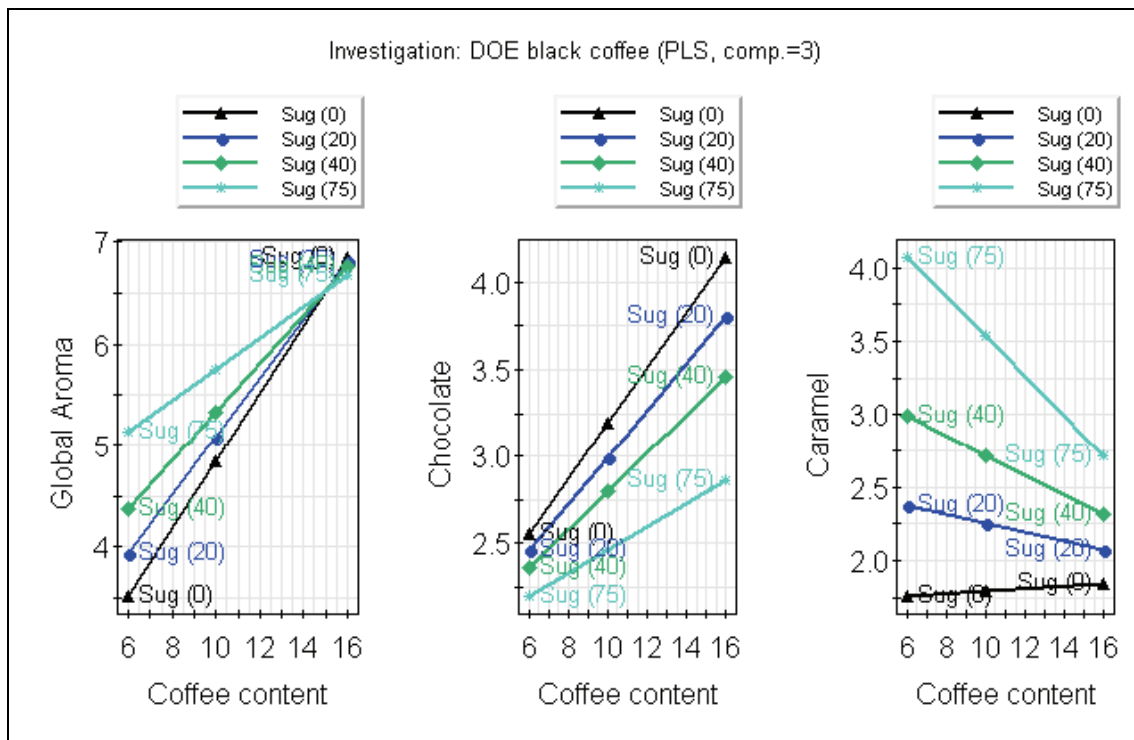 Investigation: DOE black coffee (PLS, comp.=3)
Sug (0)
Sug (20)
Sug (40)
Sug (75)
Sug (0)
Sug (20)
Sug (40)
Sug (75)
Sug (0)
Sug (20)
Sug (40)
Sug (75)
Global Aroma
7
6
5
4
Sug (0)
Sug (40)
Sug (75)
Sug (75)
Sug (40)
Sug (20)
Sug (0)
6 8 10 12 14 16
Coffee content
Chocolate
4.0
3.5
3.0
2.5
Sug (0)
Sug (20)
Sug (40)
Sug (75)
Sug (0)
Sug (20)
Sug (40)
Sug (75)
6 8 10 12 14 16
Coffee content
Caramel
4.0
3.5
3.0
2.5
2.0
Sug (75)
Sug (40)
Sug (75)
Sug (20)
Sug (40)
Sug (20)
Sug (0)
Sug (0)
6 8 10 12 14 16
Coffee content